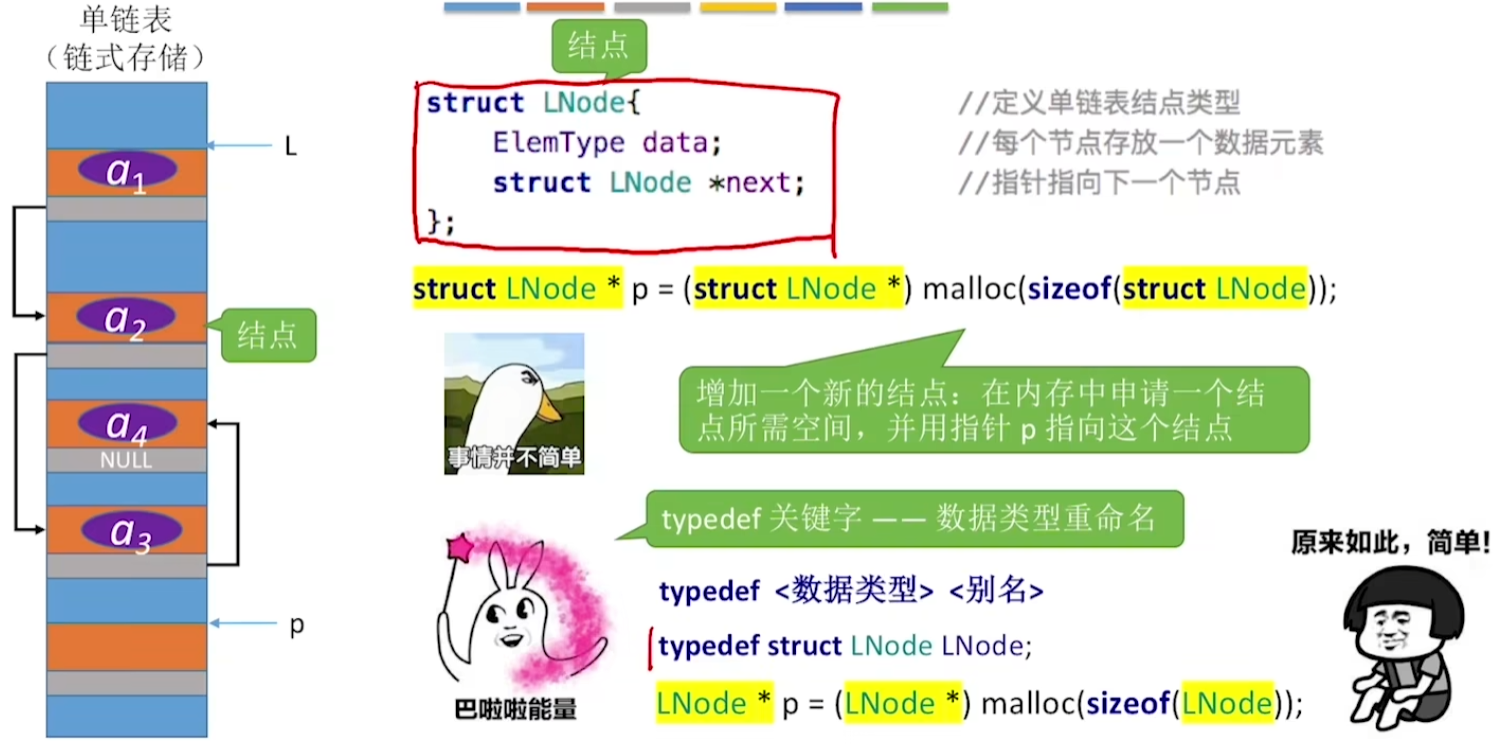 单链表
（链式存储）
L
a1
a2
结点
a4
NULL
a3
p
结点
struct LNode{
ElemType data;
struct LNode *next;
};
//定义单链表结点类型
//每个节点存放一个数据元素
//指针指向下一个节点
struct LNode * p = (struct LNode *) malloc(sizeof(struct LNode));
事情并不简单
增加一个新的结点：在内存中申请一个结
点所需空间，并用指针 p 指向这个结点
typedef 关键字 —— 数据类型重命名
typedef <数据类型> <别名>
typedef struct LNode LNode;
LNode * p = (LNode *) malloc(sizeof(LNode));
巴啦啦能量
原来如此，简单!